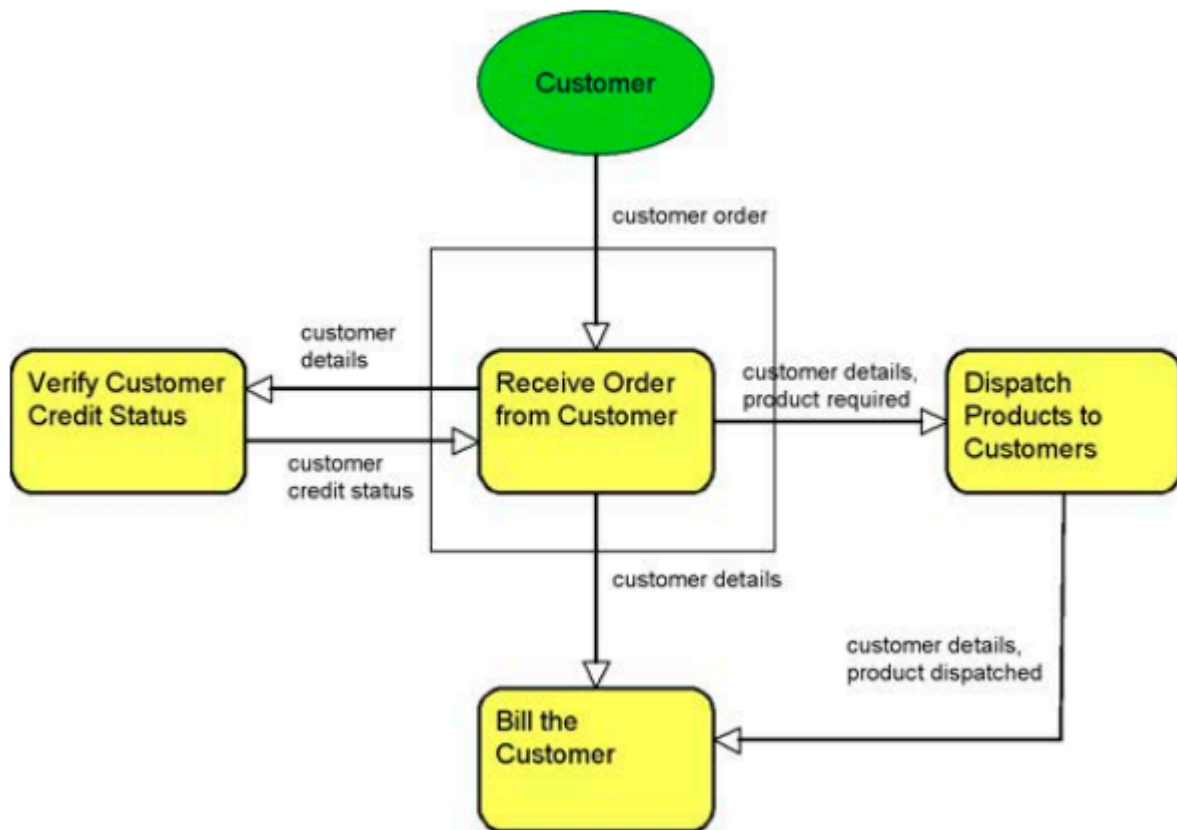 Customer
customer order
customer
details
Verify Customer
Credit Status
Receive Order
from Customer
customer details,
product required
Dispatch
Products to
Customers
customer
credit status
customer details
customer details,
product dispatched
Bill the
Customer